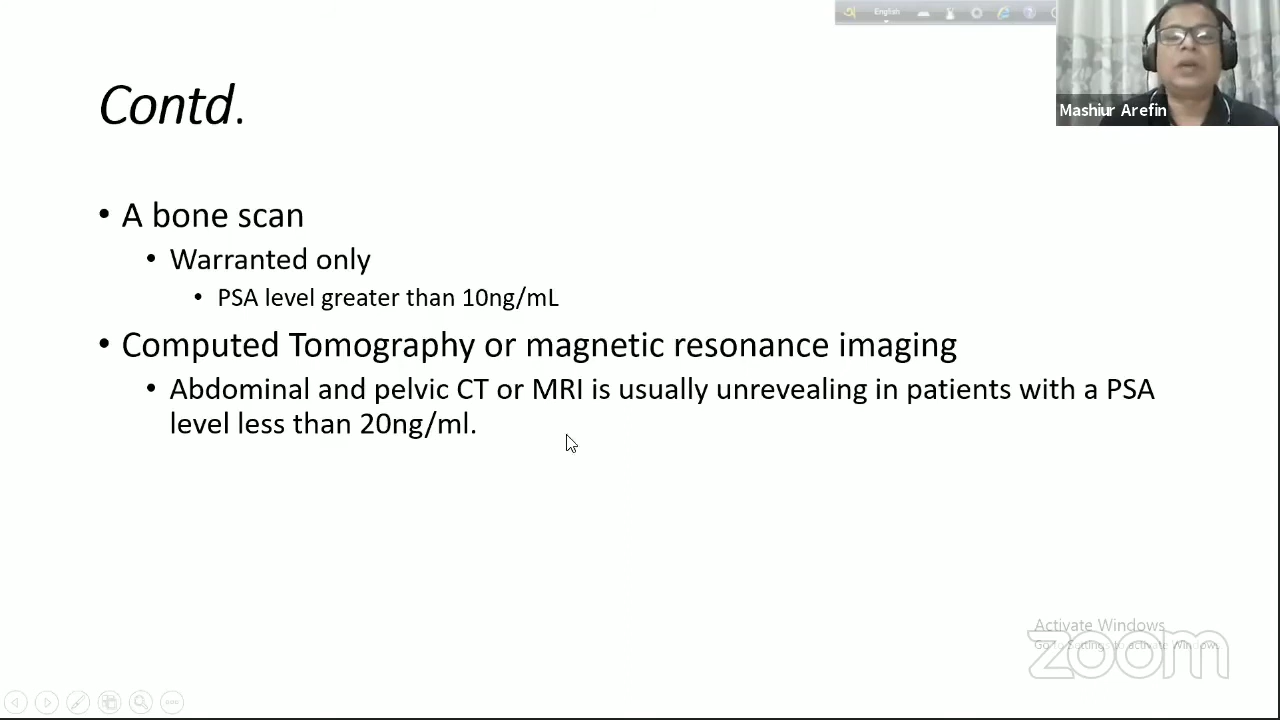 English
Mashiur Arefin
Contd.
• A bone scan
• Warranted only
• PSA level greater than 10ng/mL
• Computed Tomography or magnetic resonance imaging
• Abdominal and pelvic CT or MRI is usually unrevealing in patients with a PSA
level less than 20ng/ml.
Activate Windows
Go to Settings to activate Windows.
zoom